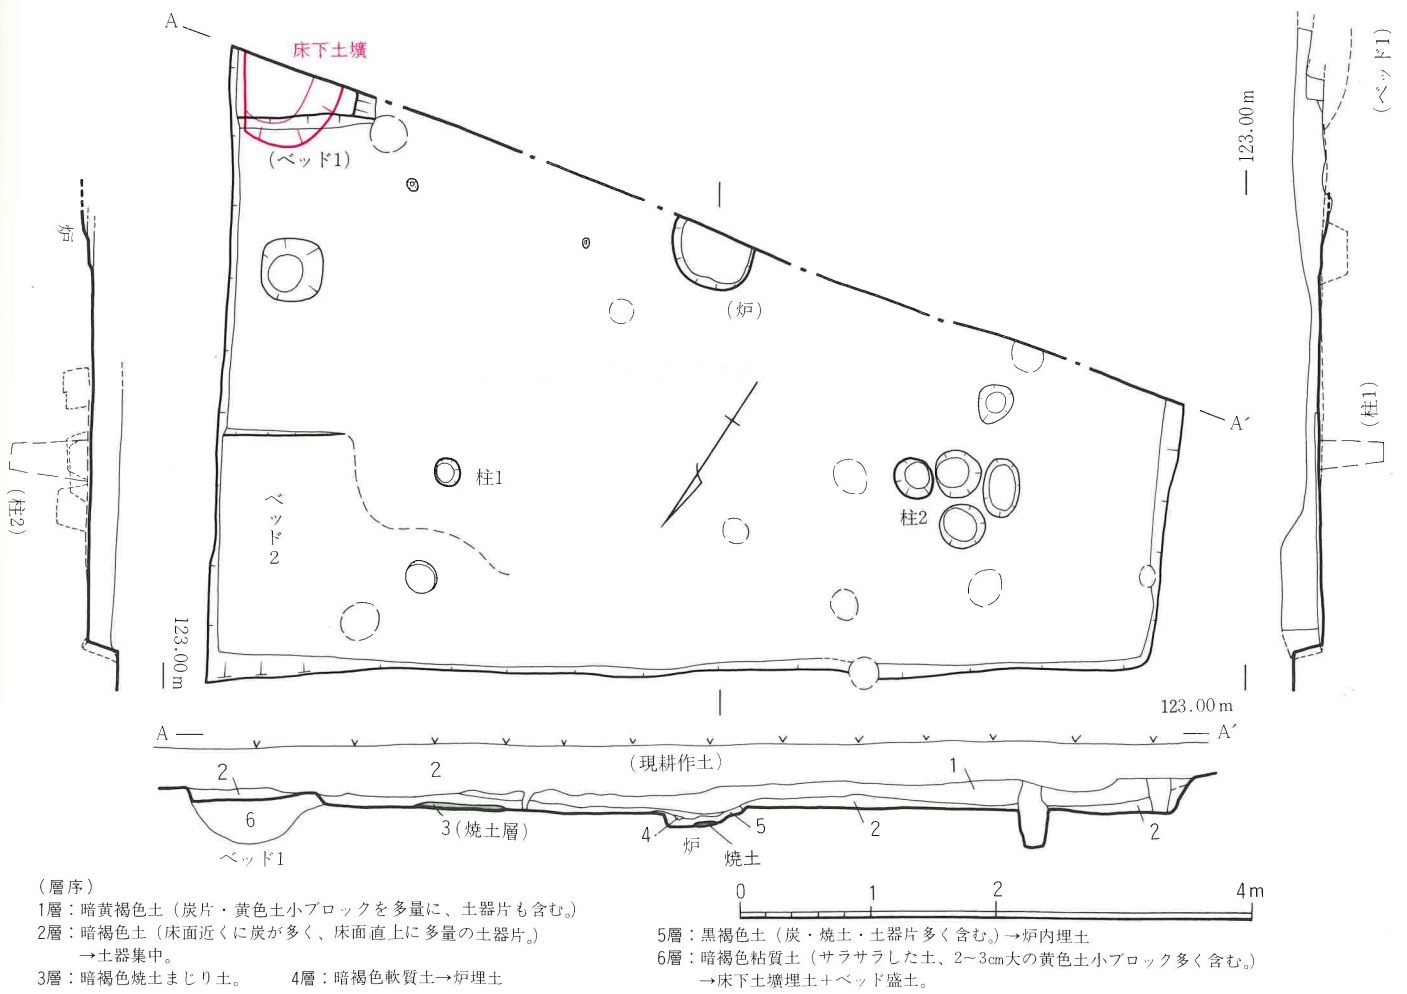 A
床下土壙
(ベッド1)
123.00m
(ベッド1)
炉
(炉)
(柱1)
A´
柱1
柱2
(柱2)
ベッド2
123.00m
123.00m
A
A´
(現耕作土)
2
2
1
6
3(焼土層)
4
炉
5
焼土
2
2
ベッド1
(層序)
1層：暗黄褐色土（炭片・黄色土小ブロックを多量に、土器片も含む。）
2層：暗褐色土（床面近くに炭が多く、床面直上に多量の土器片。）
→土器集中。
3層：暗褐色焼土まじり土。
4層：暗褐色軟質土→炉埋土
0 1 2 4m
5層：黒褐色土（炭・焼土・土器片多く含む。）→炉内埋土
6層：暗褐色粘質土（サラサラした土、2~3cm大の黄色土小ブロック多く含む。）
→床下土壙埋土＋ベッド盛土。